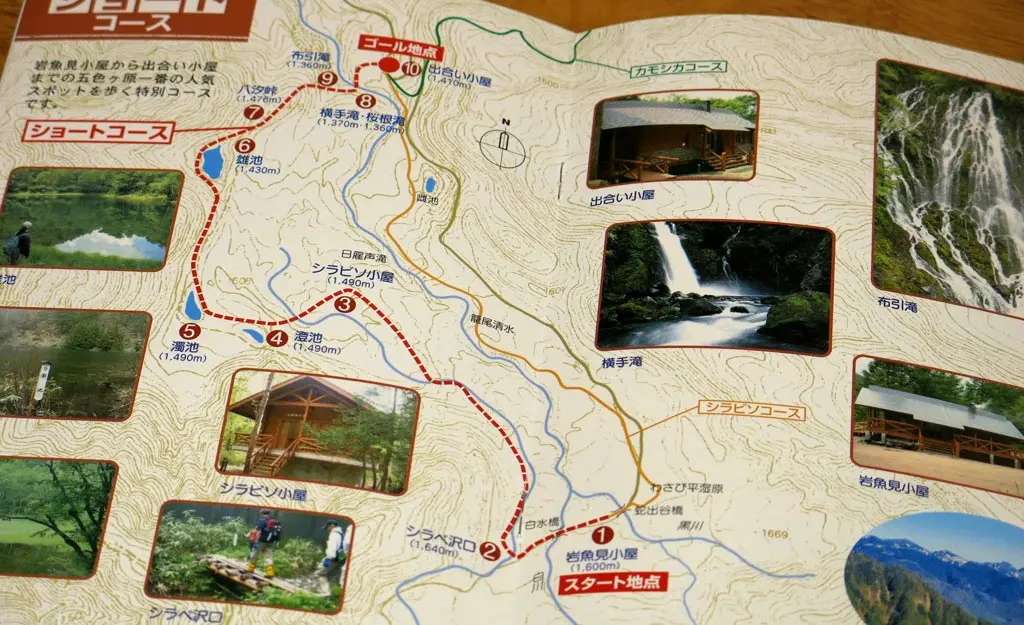 ショート
コース
岩魚見小屋から出合い小屋
までの五色ヶ原一番の人気
スポットを歩く特別コース
です。
ショートコース
ゴール地点
布引滝
(1.360m)
⑨
⑩
出合い小屋
(1,470m)
カモシカコース
八汐峠
(1.476m)
⑦
⑧
横手滝・桜根滝
(1.370m・1.360m)
⑥
雄池
(1,430m)
N
雌池
1600
出合い小屋
日雇声滝
シラビソ小屋
(1.490m)
③
龍尾清水
横手滝
布引滝
⑤
濁池
(1,490m)
④
澄池
(1,490m)
シラビソコース
シラビソ小屋
岩魚見小屋
わさび平湿原
蛇出谷橋
黒川
1669
白水橋
シラベ沢口
(1,640m)
②
①
岩魚見小屋
(1,600m)
スタート地点
シラベ沢口